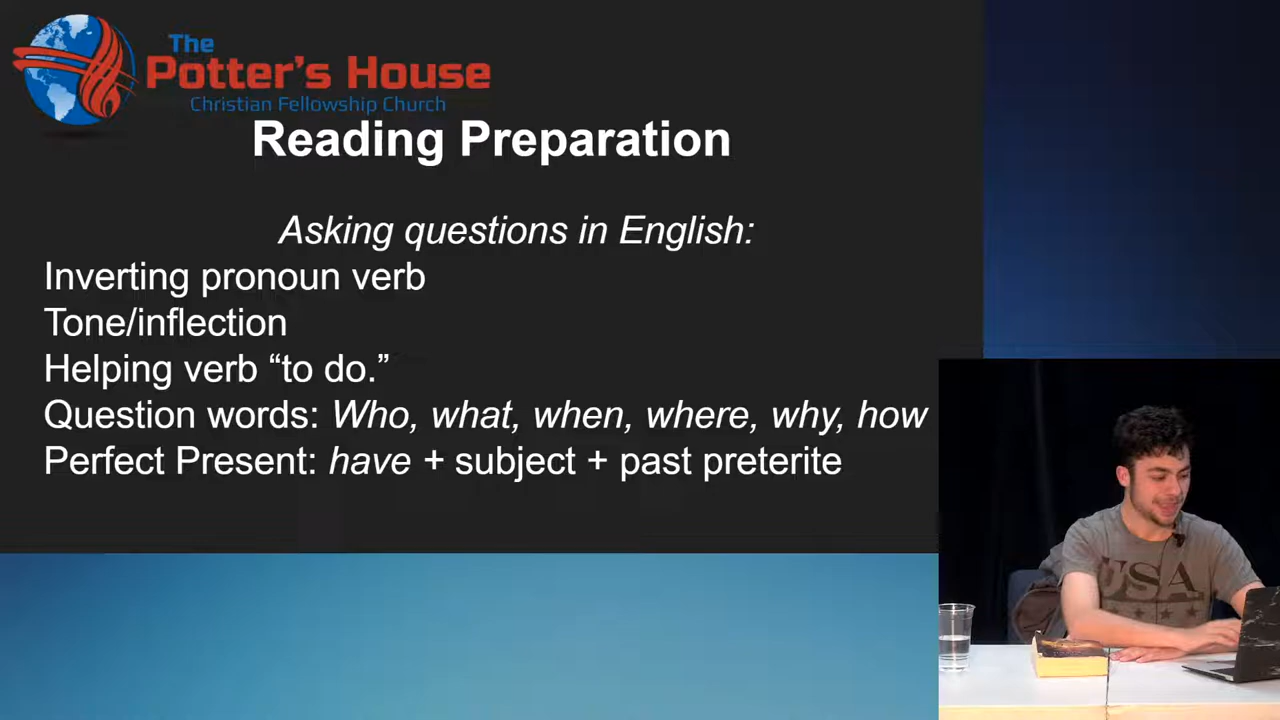 The
Potter's House
Christian Fellowship Church
Reading Preparation
Asking questions in English:
Inverting pronoun verb
Tone/inflection
Helping verb “to do.”
Question words: Who, what, when, where, why, how
Perfect Present: have + subject + past preterite
USA